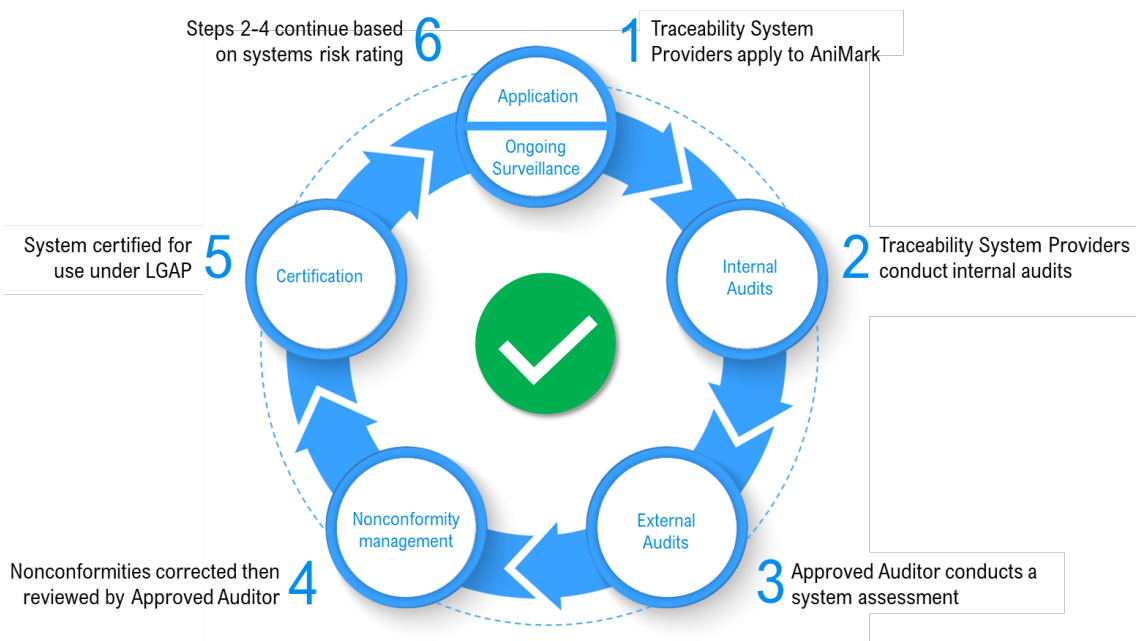 Steps 2-4 continue based
on systems risk rating
6
1
Traceability System
Providers apply to AniMark
Application
Ongoing
Surveillance
System certified for
use under LGAP
5
Certification
Internal
Audits
2
Traceability System Providers
conduct internal audits
Nonconformity
management
External
Audits
Nonconformities corrected then
reviewed by Approved Auditor
4
3
Approved Auditor conducts a
system assessment